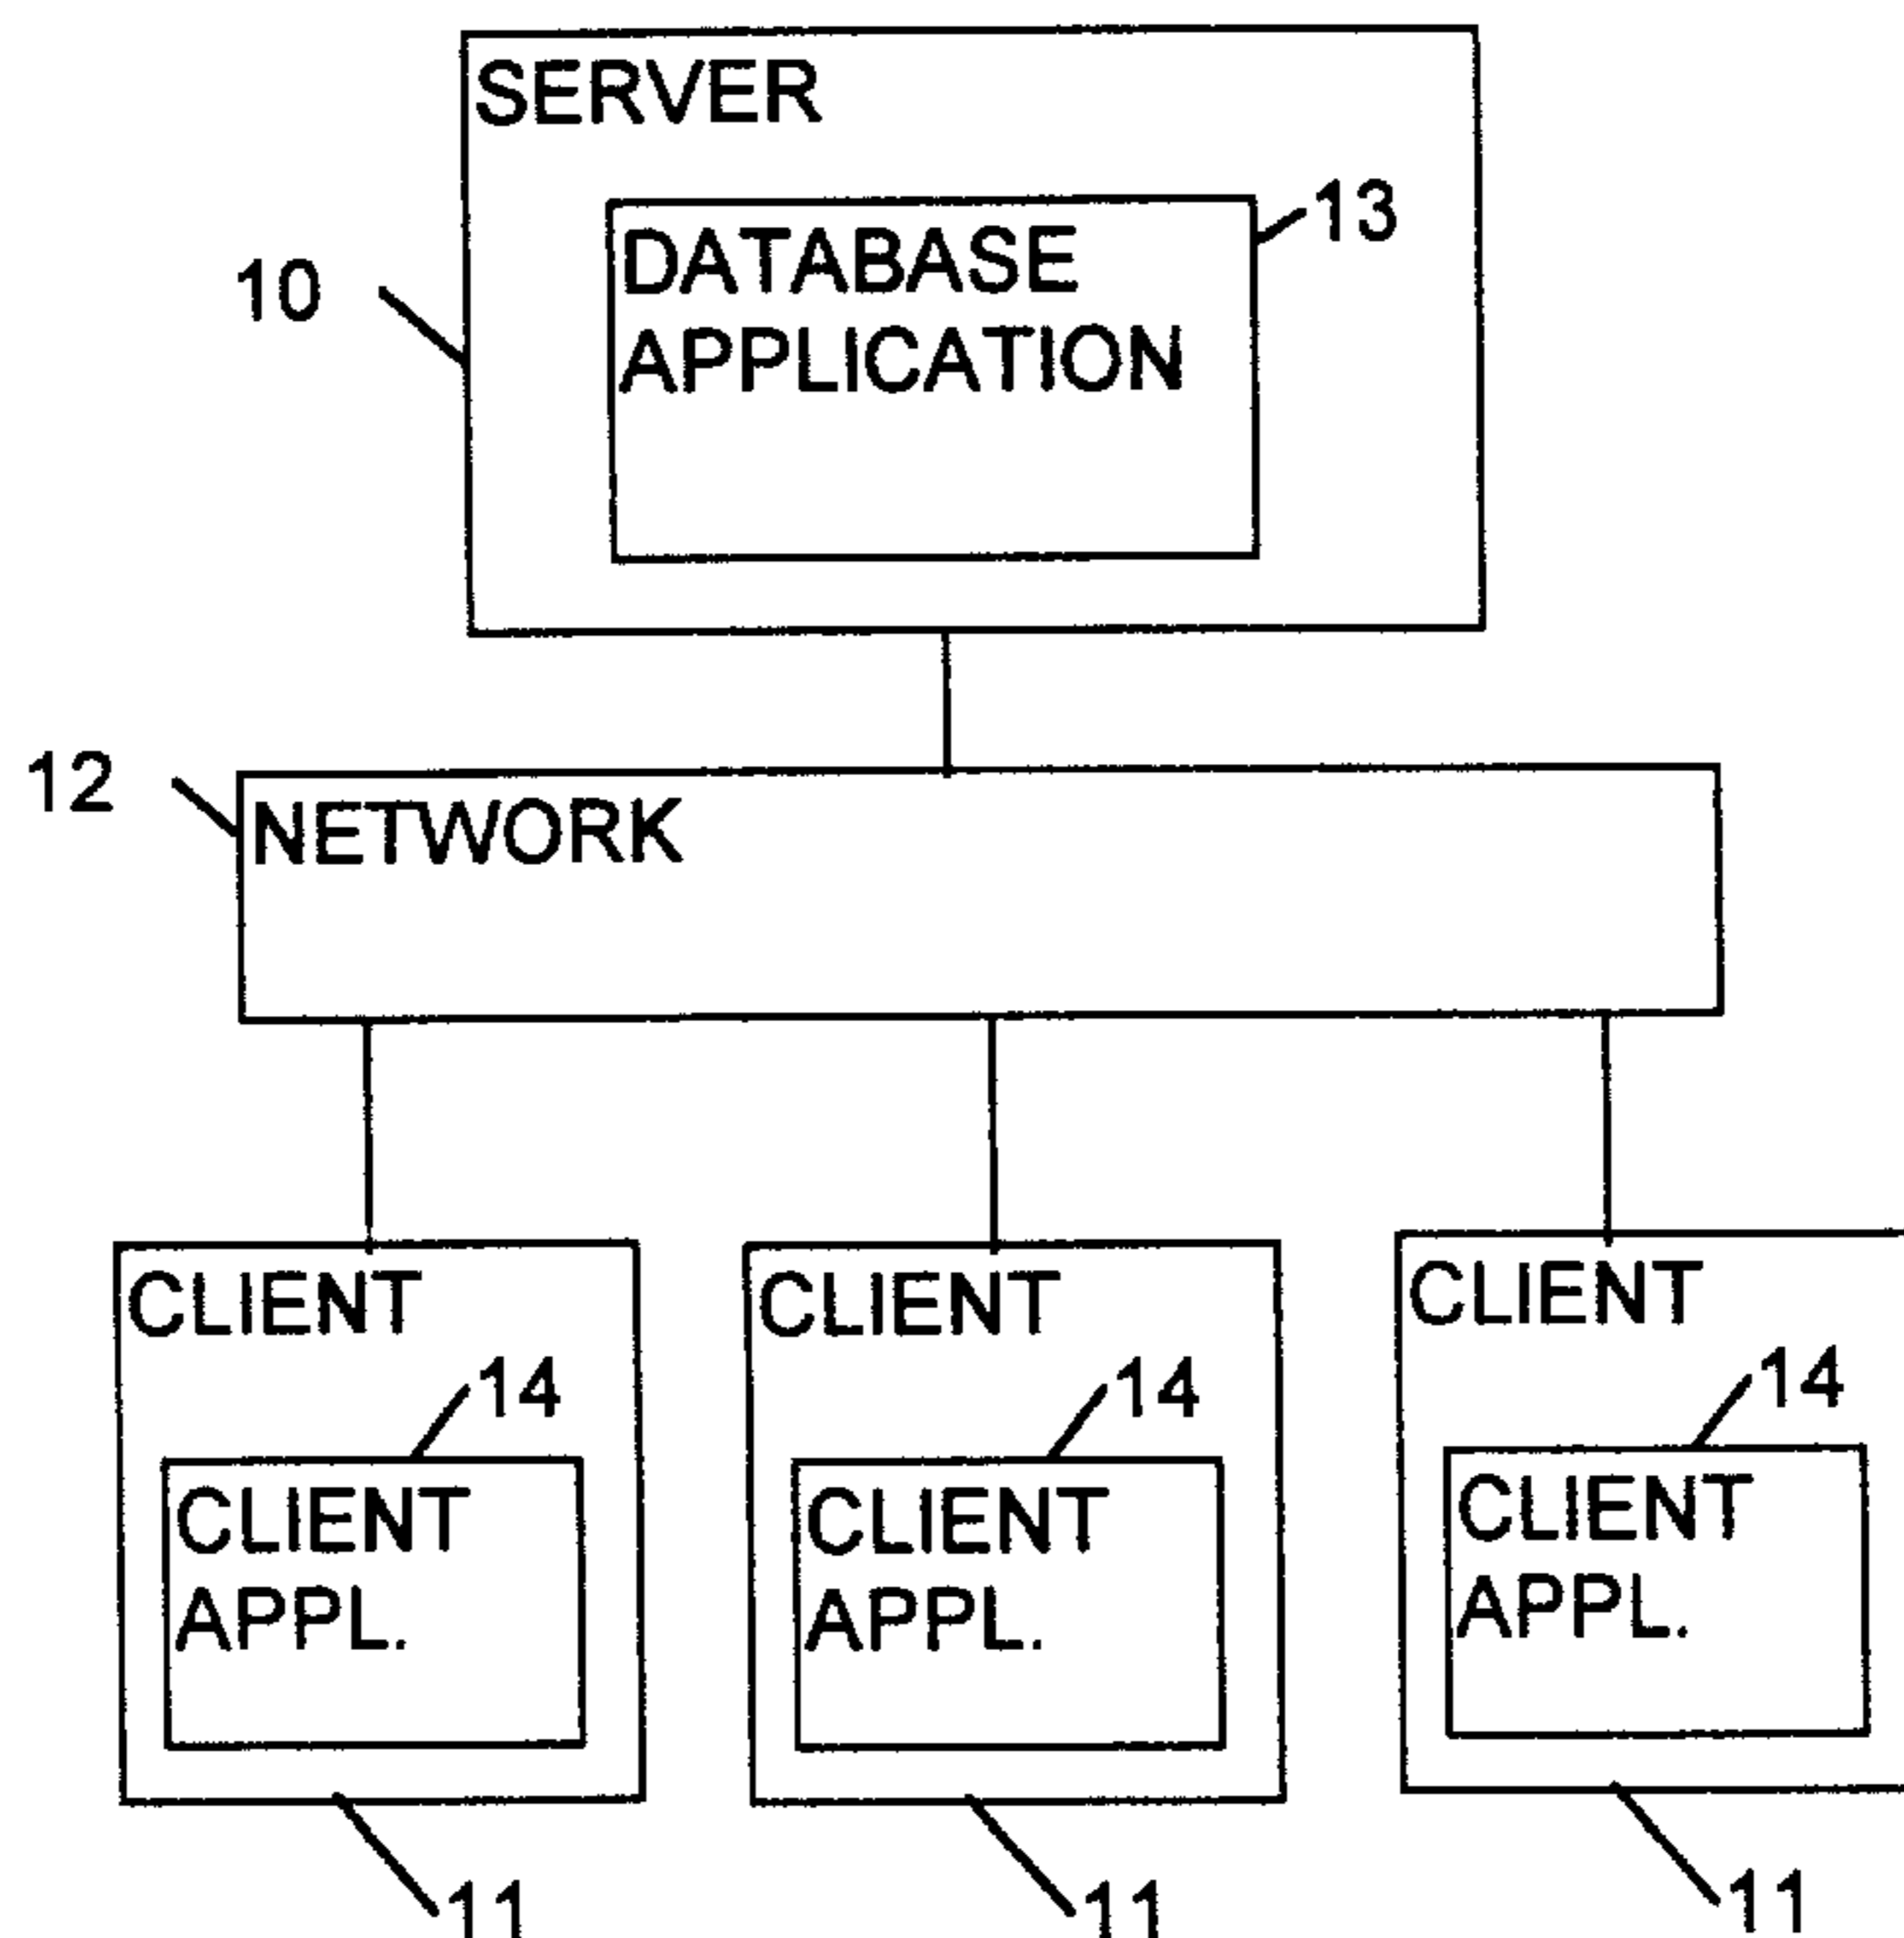 SERVER
13
DATABASE
APPLICATION
10
12
NETWORK
CLIENT
CLIENT
CLIENT
14
14
14
CLIENT
APPL.
CLIENT
APPL.
CLIENT
APPL.
11
11
11